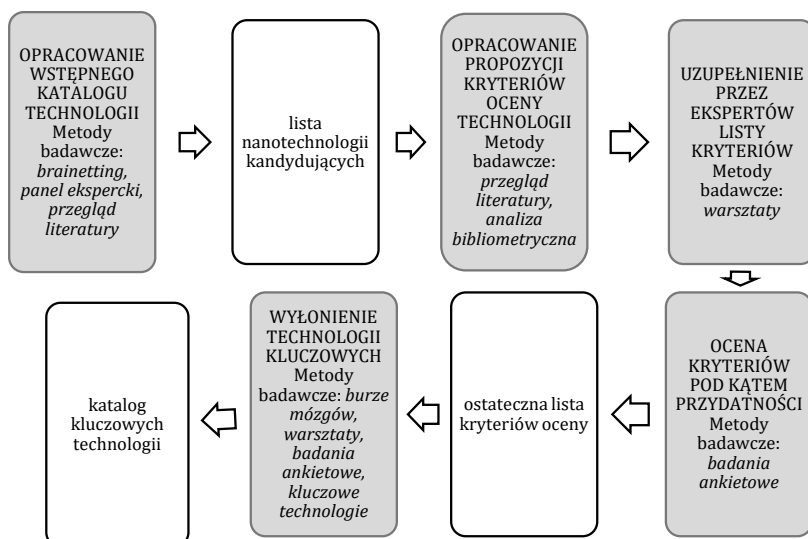 OPRACOWANIE
WSTĘPNEGO
KATALOGU
TECHNOLOGII
Metody
badawcze:
brainetting,
panel ekspercki,
przegląd
literatury
lista
nanotechnologii
kandydujących
OPRACOWANIE
PROPOZYCJI
KRYTERIÓW
OCENY
TECHNOLOGII
Metody
badawcze:
przegląd
literatury,
analiza
bibliometryczna
UZUPEŁNIENIE
PRZEZ
EKSPERTÓW
LISTY
KRYTERIÓW
Metody
badawcze:
warsztaty
OCENA
KRYTERIÓW
POD KĄTEM
PRZYDATNOŚCI
Metody
badawcze:
badania
ankietowe
ostateczna lista
kryteriów oceny
WYŁONIENIE
TECHNOLOGII
KLUCZOWYCH
Metody
badawcze: burze
mózgów,
warsztaty,
badania
ankietowe,
kluczowe
technologie
katalog
kluczowych
technologii